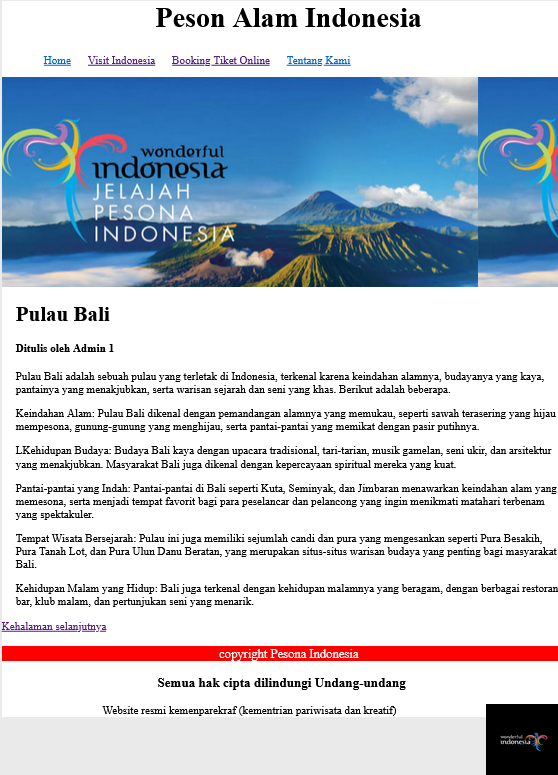 Peson Alam Indonesia
Home Visit Indonesia Booking Tiket Online Tentang Kami
wonderful
indonesia
JELAJAH
PESONA
INDONESIA
Pulau Bali
Ditulis oleh Admin 1
Pulau Bali adalah sebuah pulau yang terletak di Indonesia, terkenal karena keindahan alamnya, budayanya yang kaya,
pantainya yang menakjubkan, serta warisan sejarah dan seni yang khas. Berikut adalah beberapa.
Keindahan Alam: Pulau Bali dikenal dengan pemandangan alamnya yang memukau, seperti sawah terasering yang hijau
mempesona, gunung-gunung yang menghijau, serta pantai-pantai yang memikat dengan pasir putihnya.
LKehidupan Budaya: Budaya Bali kaya dengan upacara tradisional, tari-tarian, musik gamelan, seni ukir, dan arsitektur
yang menakjubkan. Masyarakat Bali juga dikenal dengan kepercayaan spiritual mereka yang kuat.
Pantai-pantai yang Indah: Pantai-pantai di Bali seperti Kuta, Seminyak, dan Jimbaran menawarkan keindahan alam yang
memesona, serta menjadi tempat favorit bagi para peselancar dan pelancong yang ingin menikmati matahari terbenam
yang spektakuler.
Tempat Wisata Bersejarah: Pulau ini juga memiliki sejumlah candi dan pura yang mengesankan seperti Pura Besakih,
Pura Tanah Lot, dan Pura Ulun Danu Beratan, yang merupakan situs-situs warisan budaya yang penting bagi masyarakat
Bali.
Kehidupan Malam yang Hidup: Bali juga terkenal dengan kehidupan malamnya yang beragam, dengan berbagai restoran
bar, klub malam, dan pertunjukan seni yang menarik.
Kehalaman selanjutnya
copyright Pesona Indonesia
Semua hak cipta dilindungi Undang-undang
Website resmi kemenparekraf (kementrian pariwisata dan kreatif)
wonderful
indonesia